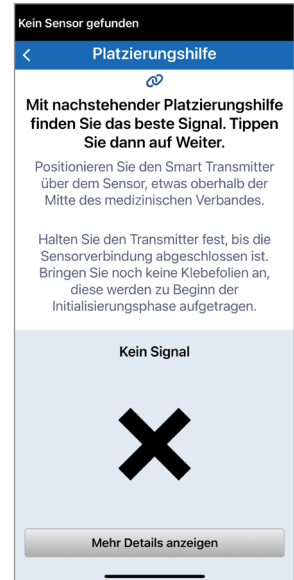 Kein Sensor gefunden
Platzierungshilfe
Mit nachstehender Platzierungshilfe
finden Sie das beste Signal. Tippen
Sie dann auf Weiter.
Positionieren Sie den Smart Transmitter
über dem Sensor, etwas oberhalb der
Mitte des medizinischen Verbandes.
Halten Sie den Transmitter fest, bis die
Sensorverbindung abgeschlossen ist.
Bringen Sie noch keine Klebefolien an,
diese werden zu Beginn der
Initialisierungsphase aufgetragen.
Kein Signal
Mehr Details anzeigen